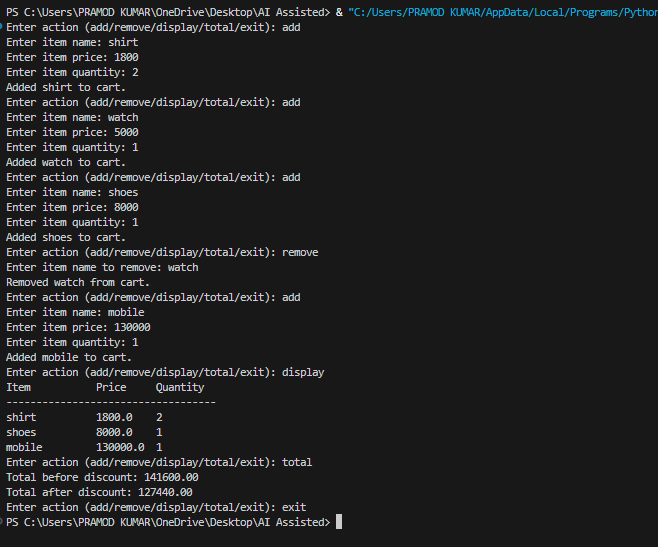 PS C:\Users\PRAMOD KUMAR\OneDrive\Desktop\AI Assisted> & "C:/Users/PRAMOD KUMAR/AppData/Local/Programs/Python
Enter action (add/remove/display/total/exit): add
Enter item name: shirt
Enter item price: 1800
Enter item quantity: 2
Added shirt to cart.
Enter action (add/remove/display/total/exit): add
Enter item name: watch
Enter item price: 5000
Enter item quantity: 1
Added watch to cart.
Enter action (add/remove/display/total/exit): add
Enter item name: shoes
Enter item price: 8000
Enter item quantity: 1
Added shoes to cart.
Enter action (add/remove/display/total/exit): remove
Enter item name to remove: watch
Removed watch from cart.
Enter action (add/remove/display/total/exit): add
Enter item name: mobile
Enter item price: 130000
Enter item quantity: 1
Added mobile to cart.
Enter action (add/remove/display/total/exit): display
Item           Price     Quantity
-----------------------------------
shirt          1800.0    2
shoes          8000.0    1
mobile         130000.0  1
Enter action (add/remove/display/total/exit): total
Total before discount: 141600.00
Total after discount: 127440.00
Enter action (add/remove/display/total/exit): exit
PS C:\Users\PRAMOD KUMAR\OneDrive\Desktop\AI Assisted>